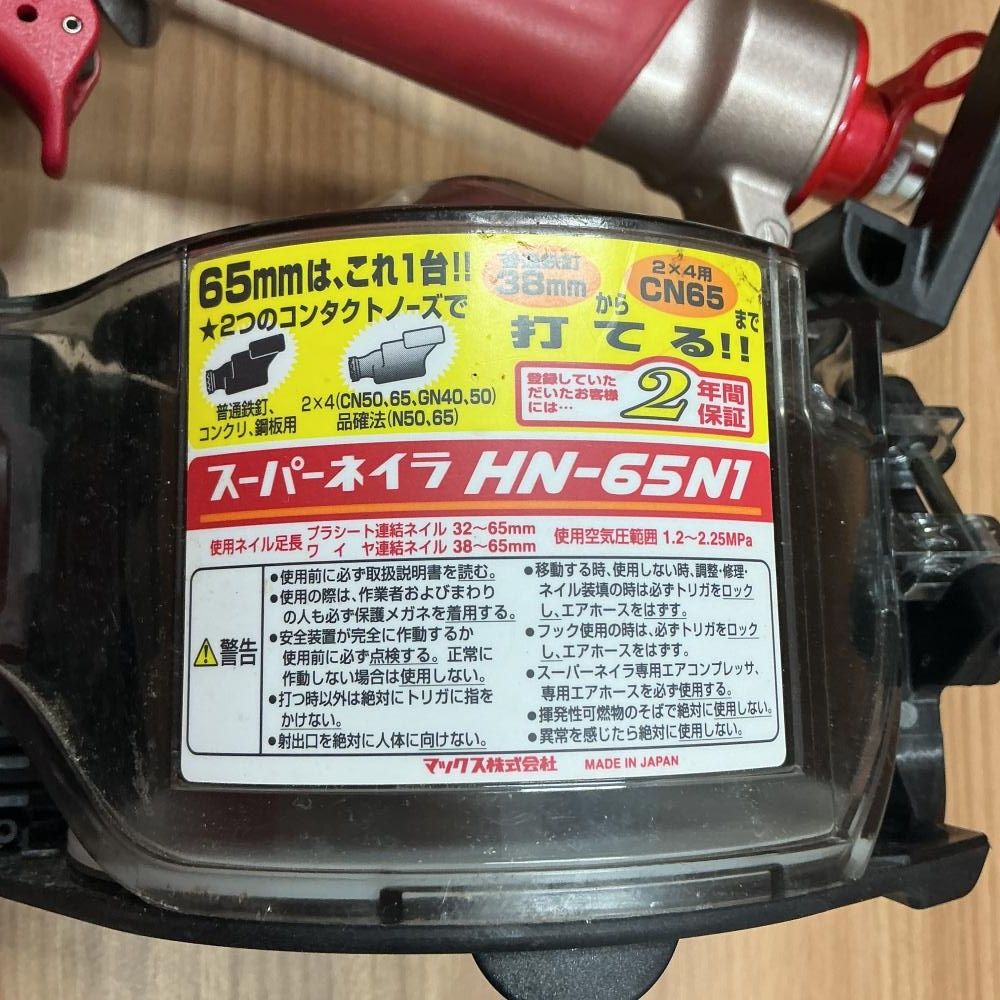 65mmは、これ1台!!
★2つのコンタクトノーズで
普通鉄釘、
コンクリ、鋼板用
2×4(CN50、65、GN40、50)
品確法(N50、65)
普通鉄釘
38mm
から
2×4用
CN65
まで
打てる!!
登録していた
だいたお客様
には…
2
年間
保証
スーパーネイラ HN-65N1
使用ネイル足長 プラシート連結ネイル 32〜65mm
ワイヤ連結ネイル 38〜65mm
使用空気圧範囲 1.2〜2.25MPa
警告
●使用前に必ず取扱説明書を読む。
●使用の際は、作業者およびまわり
の人も必ず保護メガネを着用する。
●安全装置が完全に作動するか
使用前に必ず点検する。正常に
作動しない場合は使用しない。
●打つ時以外は絶対にトリガに指を
かけない。
●射出口を絶対に人体に向けない。
●移動する時、使用しない時、調整・修理・
ネイル装填の時は必ずトリガをロック
し、エアホースをはずす。
●フック使用の時は、必ずトリガをロック
し、エアホースをはずす。
●スーパーネイラ専用エアコンプレッサ、
専用エアホースを必ず使用する。
●揮発性可燃物のそばで絶対に使用しない。
●異常を感じたら絶対に使用しない。
マックス株式会社 MADE IN JAPAN